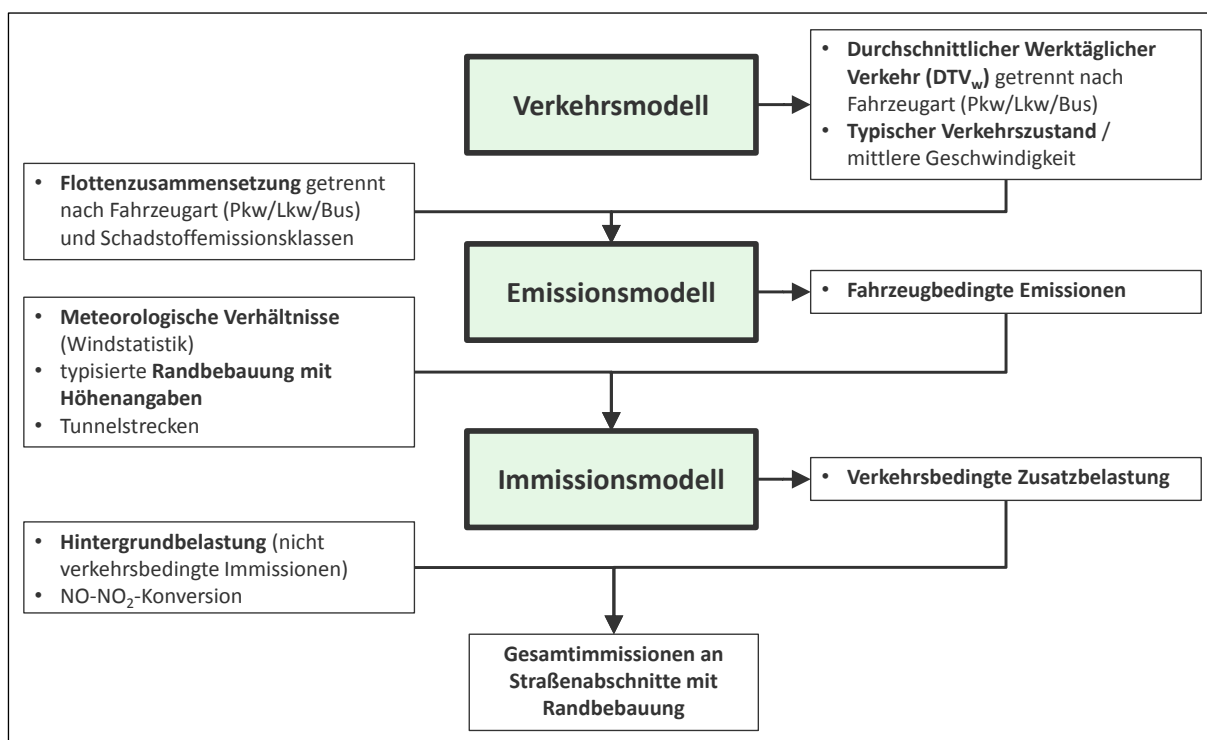 Verkehrsmodell
• Durchschnittlicher Werktäglicher
Verkehr (DTVw) getrennt nach
Fahrzeugart (Pkw/Lkw/Bus)
• Typischer Verkehrszustand /
mittlere Geschwindigkeit
• Flottenzusammensetzung getrennt
nach Fahrzeugart (Pkw/Lkw/Bus)
und Schadstoffemissionsklassen
Emissionsmodell
• Fahrzeugbedingte Emissionen
• Meteorologische Verhältnisse
(Windstatistik)
• typisierte Randbebauung mit
Höhenangaben
• Tunnelstrecken
Immissionsmodell
• Verkehrsbedingte Zusatzbelastung
• Hintergrundbelastung (nicht
verkehrsbedingte Immissionen)
• NO-NO₂-Konversion
Gesamtimmissionen an
Straßenabschnitte mit
Randbebauung